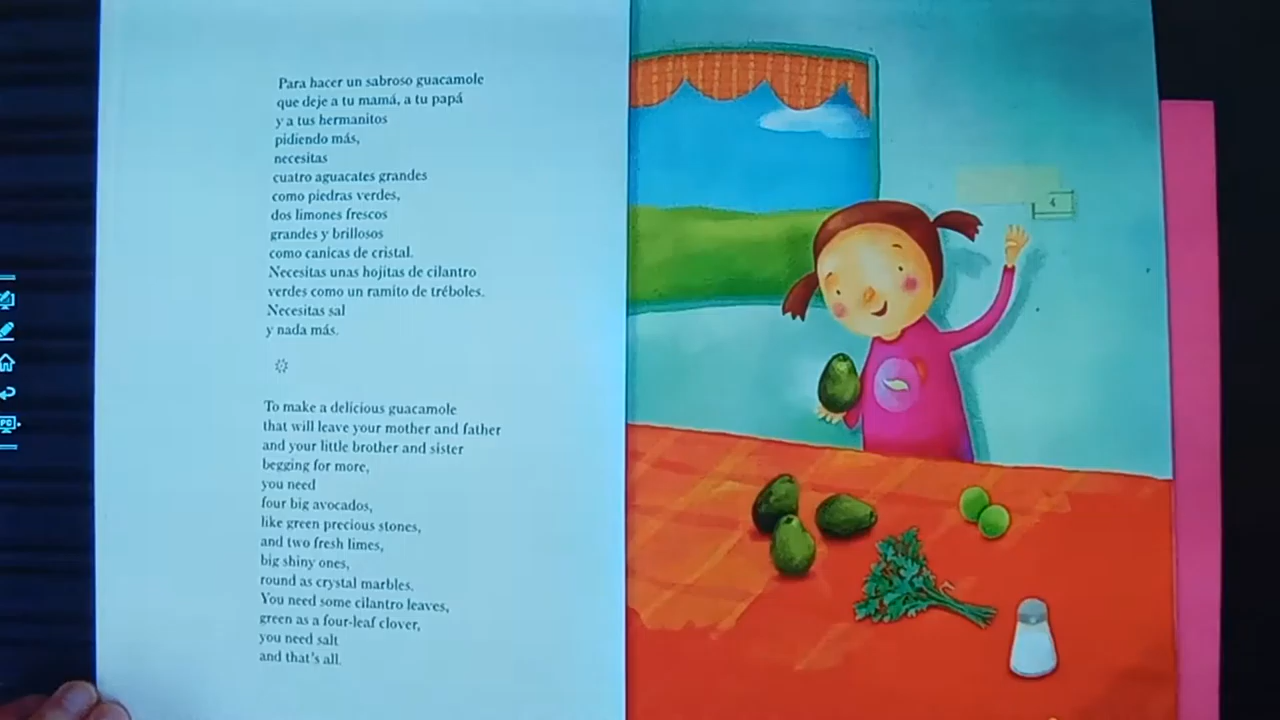 Para hacer un sabroso guacamole
que deje a tu mamá, a tu papá
y a tus hermanitos
pidiendo más,
necesitas
cuatro aguacates grandes
como piedras verdes,
dos limones frescos
grandes y brillosos
como canicas de cristal.
Necesitas unas hojitas de cilantro
verdes como un ramito de tréboles.
Necesitas sal
y nada más.
To make a delicious guacamole
that will leave your mother and father
and your little brother and sister
begging for more,
you need
four big avocados,
like green precious stones,
and two fresh limes,
big shiny ones,
round as crystal marbles.
You need some cilantro leaves,
green as a four-leaf clover,
you need salt
and that's all.
4
PC